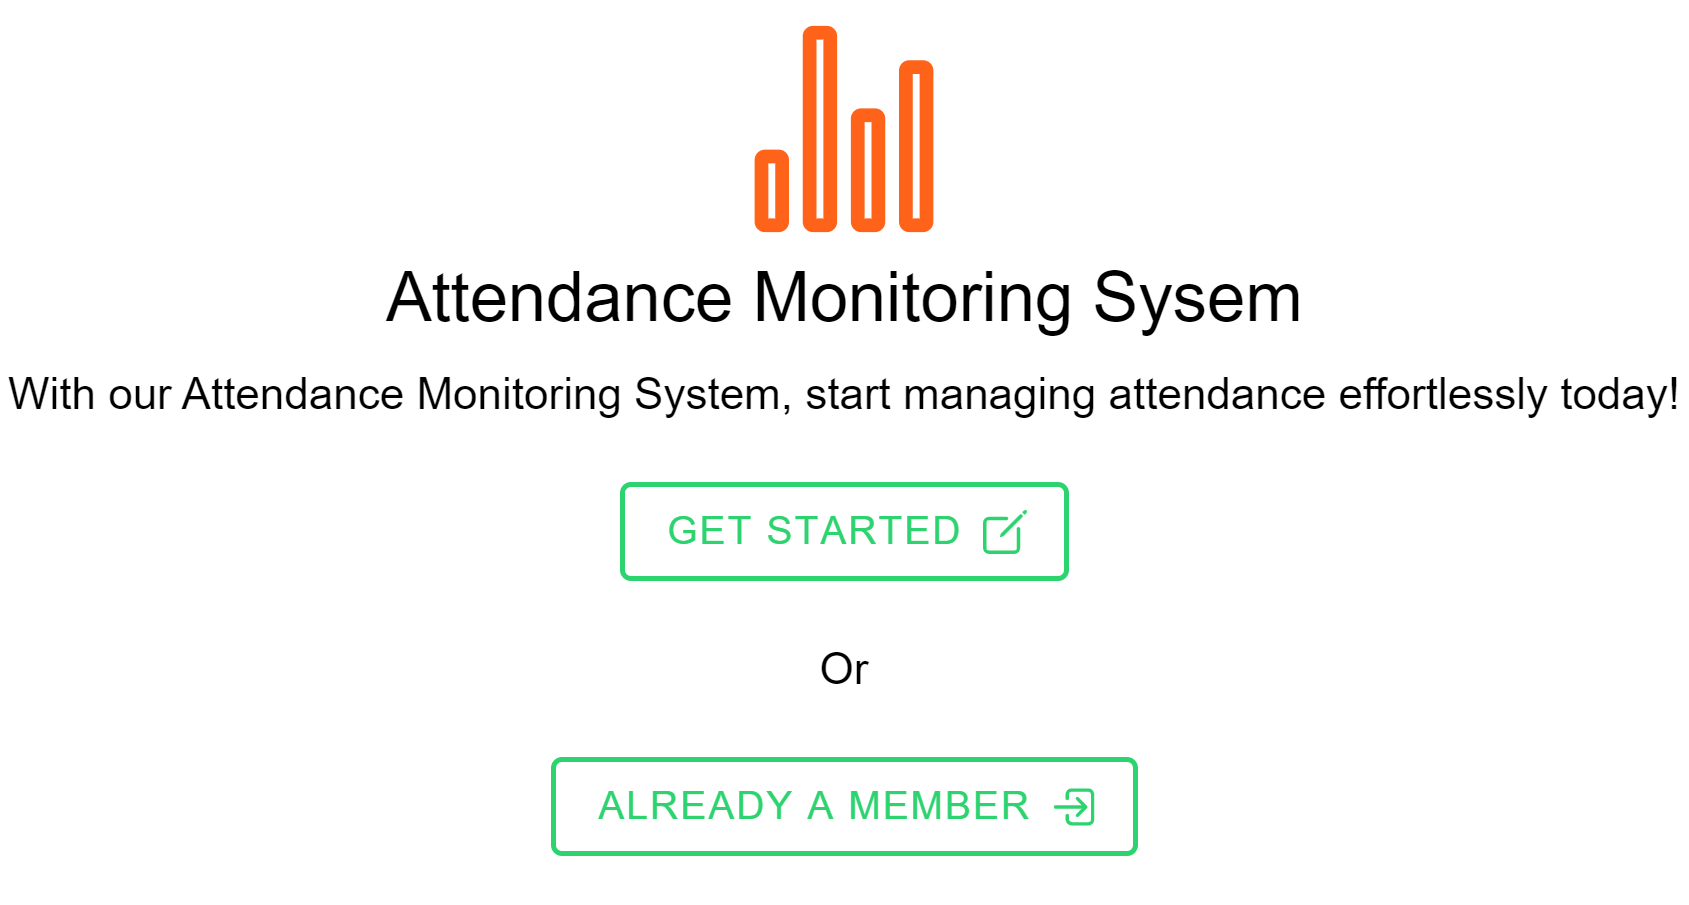 Attendance Monitoring Sysem
With our Attendance Monitoring System, start managing attendance effortlessly today!
GET STARTED
Or
ALREADY A MEMBER